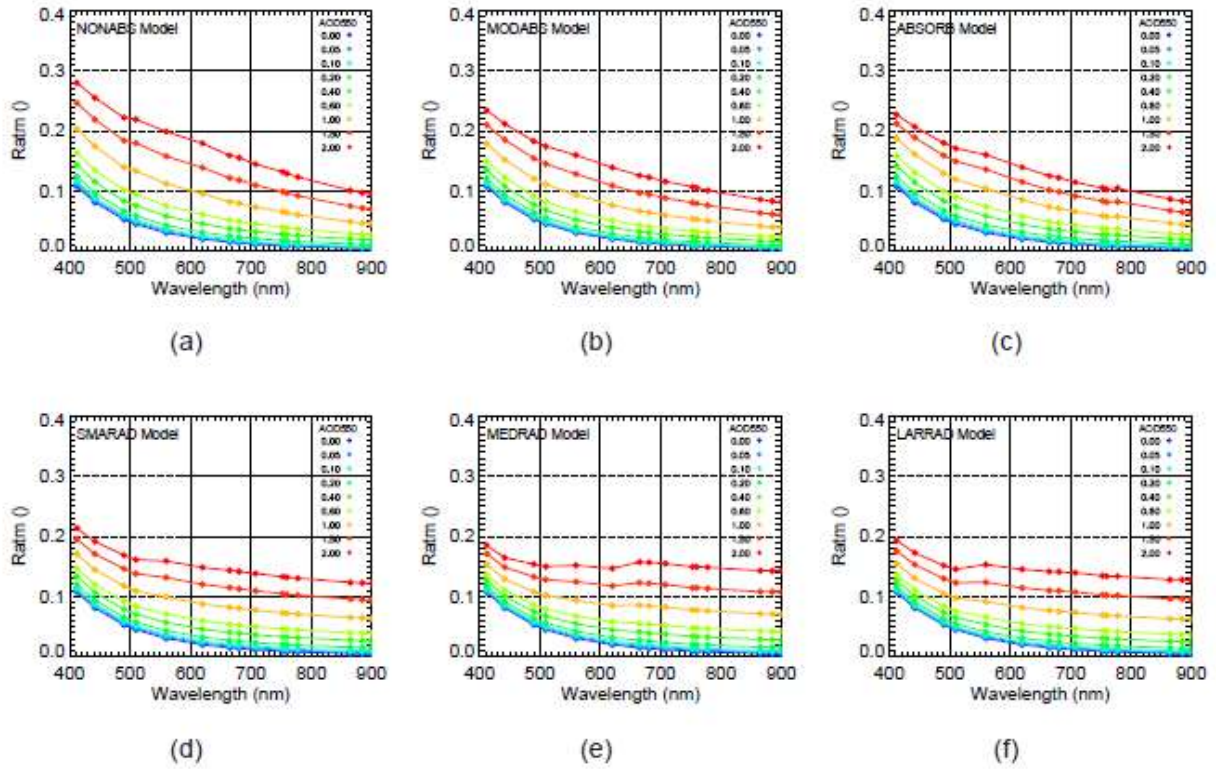 NONABS Model
AOD550
0.00
0.05
0.10
0.20
0.40
0.60
1.00
1.50
2.00
0.4
0.3
0.2
0.1
0.0
Ratm ()
400 500 600 700 800 900
Wavelength (nm)
(a)
MODABS Model
AOD550
0.00
0.05
0.10
0.20
0.40
0.60
1.00
1.50
2.00
0.4
0.3
0.2
0.1
0.0
Ratm ()
400 500 600 700 800 900
Wavelength (nm)
(b)
ABSORB Model
AOD550
0.00
0.05
0.10
0.20
0.40
0.60
1.00
1.50
2.00
0.4
0.3
0.2
0.1
0.0
Ratm ()
400 500 600 700 800 900
Wavelength (nm)
(c)
SMARAD Model
AOD550
0.00
0.05
0.10
0.20
0.40
0.60
1.00
1.50
2.00
0.4
0.3
0.2
0.1
0.0
Ratm ()
400 500 600 700 800 900
Wavelength (nm)
(d)
MEDRAD Model
AOD550
0.00
0.05
0.10
0.20
0.40
0.60
1.00
1.50
2.00
0.4
0.3
0.2
0.1
0.0
Ratm ()
400 500 600 700 800 900
Wavelength (nm)
(e)
LARRAD Model
AOD550
0.00
0.05
0.10
0.20
0.40
0.60
1.00
1.50
2.00
0.4
0.3
0.2
0.1
0.0
Ratm ()
400 500 600 700 800 900
Wavelength (nm)
(f)